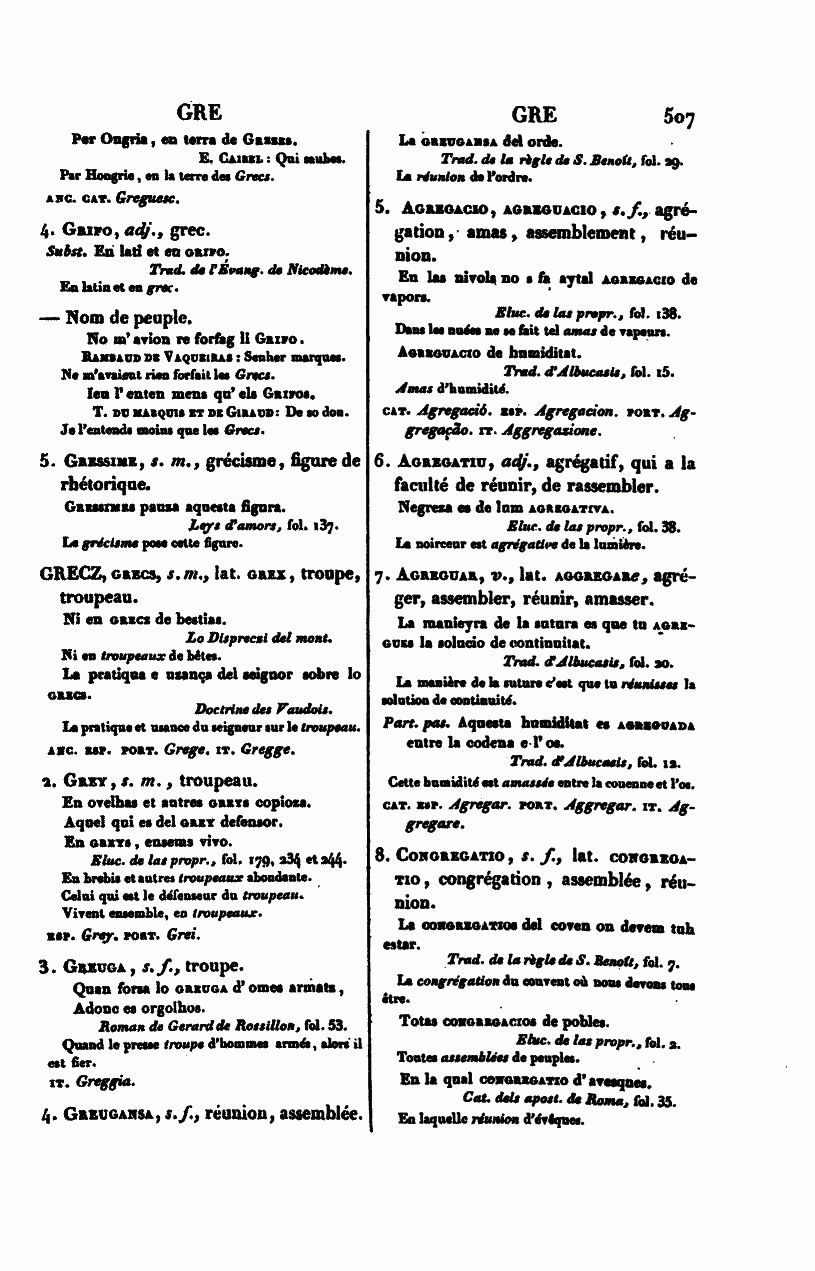 GRE
Per Ongria, en terra de GREZES.
E. CAIREL : Qui saubes.
Par Hongrie, en la terre des Grecs.
ANC. CAT. Greguesc.
4. GRIFO, adj., grec.
Subst. En lati et en GRIFO.
Trad. de l'Évang. de Nicodème.
En latin et en grec.
— Nom de peuple.
No m'avion re forfag li GRIFO.
RAMBAUD DE VAQUEIRAS : Senher marques.
Ne m'avaient rien forfait les Grecs.
Ieu l'enten mens qu'els GRIFOS.
T. DU MARQUIS ET DE GIRAUD : De so don.
Je l'entends moins que les Grecs.
5. GRESSIME, s. m., grécisme, figure de
rhétorique.
GRESSIMES pauza aquesta figura.
Leys d'amors, fol. 137.
Le grécisme pose cette figure.
GRECZ, GRECS, s. m., lat. GREX, troupe,
troupeau.
Ni en GRECZ de bestias.
Lo Despreczi del mont.
Ni en troupeaux de bêtes.
La pratiqua e usança del seignor sobre lo
GRECS.
Doctrine des Vaudois.
La pratique et usance du seigneur sur le troupeau.
ANC. ESP. PORT. Grege. IT. Gregge.
2. GREY, s. m., troupeau.
En ovelhas et autres GREYS copiosa.
Aquel qui es del GREY defensor.
En GREYS, ensems vivo.
Eluc. de las propr., fol. 179, 234 et 244.
En brebis et autres troupeaux abondante.
Celui qui est le défenseur du troupeau.
Vivent ensemble, en troupeaux.
ESP. Grey. PORT. Grei.
3. GREUGA, s. f., troupe.
Quan forsa lo GREUGA d'omes armats,
Adonc es orgolhos.
Roman de Gerard de Rossillon, fol. 53.
Quand le presse troupe d'hommes armés, alors il
est fier.
IT. Greggia.
4. GREUGANSA, s. f., réunion, assemblée.
GRE 507
La GREUGANSA del orde.
Trad. de la règle de S. Benoît, fol. 29.
La réunion de l'ordre.
5. AGREGACIO, AGREGUACIO, s. f., agré-
gation, amas, assemblement, réu-
nion.
En las nivols no s fa aytal AGREGACIO de
vapors.
Eluc. de las propr., fol. 138.
Dans les nuées ne se fait tel amas de vapeurs.
AGREGUACIO de humiditat.
Trad. d'Albucasis, fol. 15.
Amas d'humidité.
CAT. Agregació. ESP. Agregacion. PORT. Ag-
gregação. IT. Aggregazione.
6. AGREGATIU, adj., agrégatif, qui a la
faculté de réunir, de rassembler.
Negreza es de lum AGREGATIVA.
Eluc. de las propr., fol. 38.
La noirceur est agrégative de la lumière.
7. AGREGUAR, v., lat. AGGREGARe, agré-
ger, assembler, réunir, amasser.
La manieyra de la sutura es que tu AGRE-
GUES la solucio de continuitat.
Trad. d'Albucasis, fol. 20.
La manière de la suture c'est que tu réunisses la
solution de continuité.
Part. pas. Aquesta humiditat es AGREGUADA
entre la codena e·l'os.
Trad. d'Albucasis, fol. 12.
Cette humidité est amassée entre la couenne et l'os.
CAT. ESP. Agregar. PORT. Aggregar. IT. Ag-
gregare.
8. CONGREGATIO, s. f., lat. CONGREGA-
TIO, congrégation, assemblée, réu-
nion.
La CONGREGATIOS del coven on devem tuh
estar.
Trad. de la règle de S. Benoît, fol. 7.
La congrégation du couvent où nous devons tous
être.
Totas CONGREGACIOS de pobles.
Eluc. de las propr., fol. 2.
Toutes assemblées de peuples.
En la qual CONGREGATIO d'avesques.
Cat. dels apost. de Roma, fol. 35.
En laquelle réunion d'évêques.